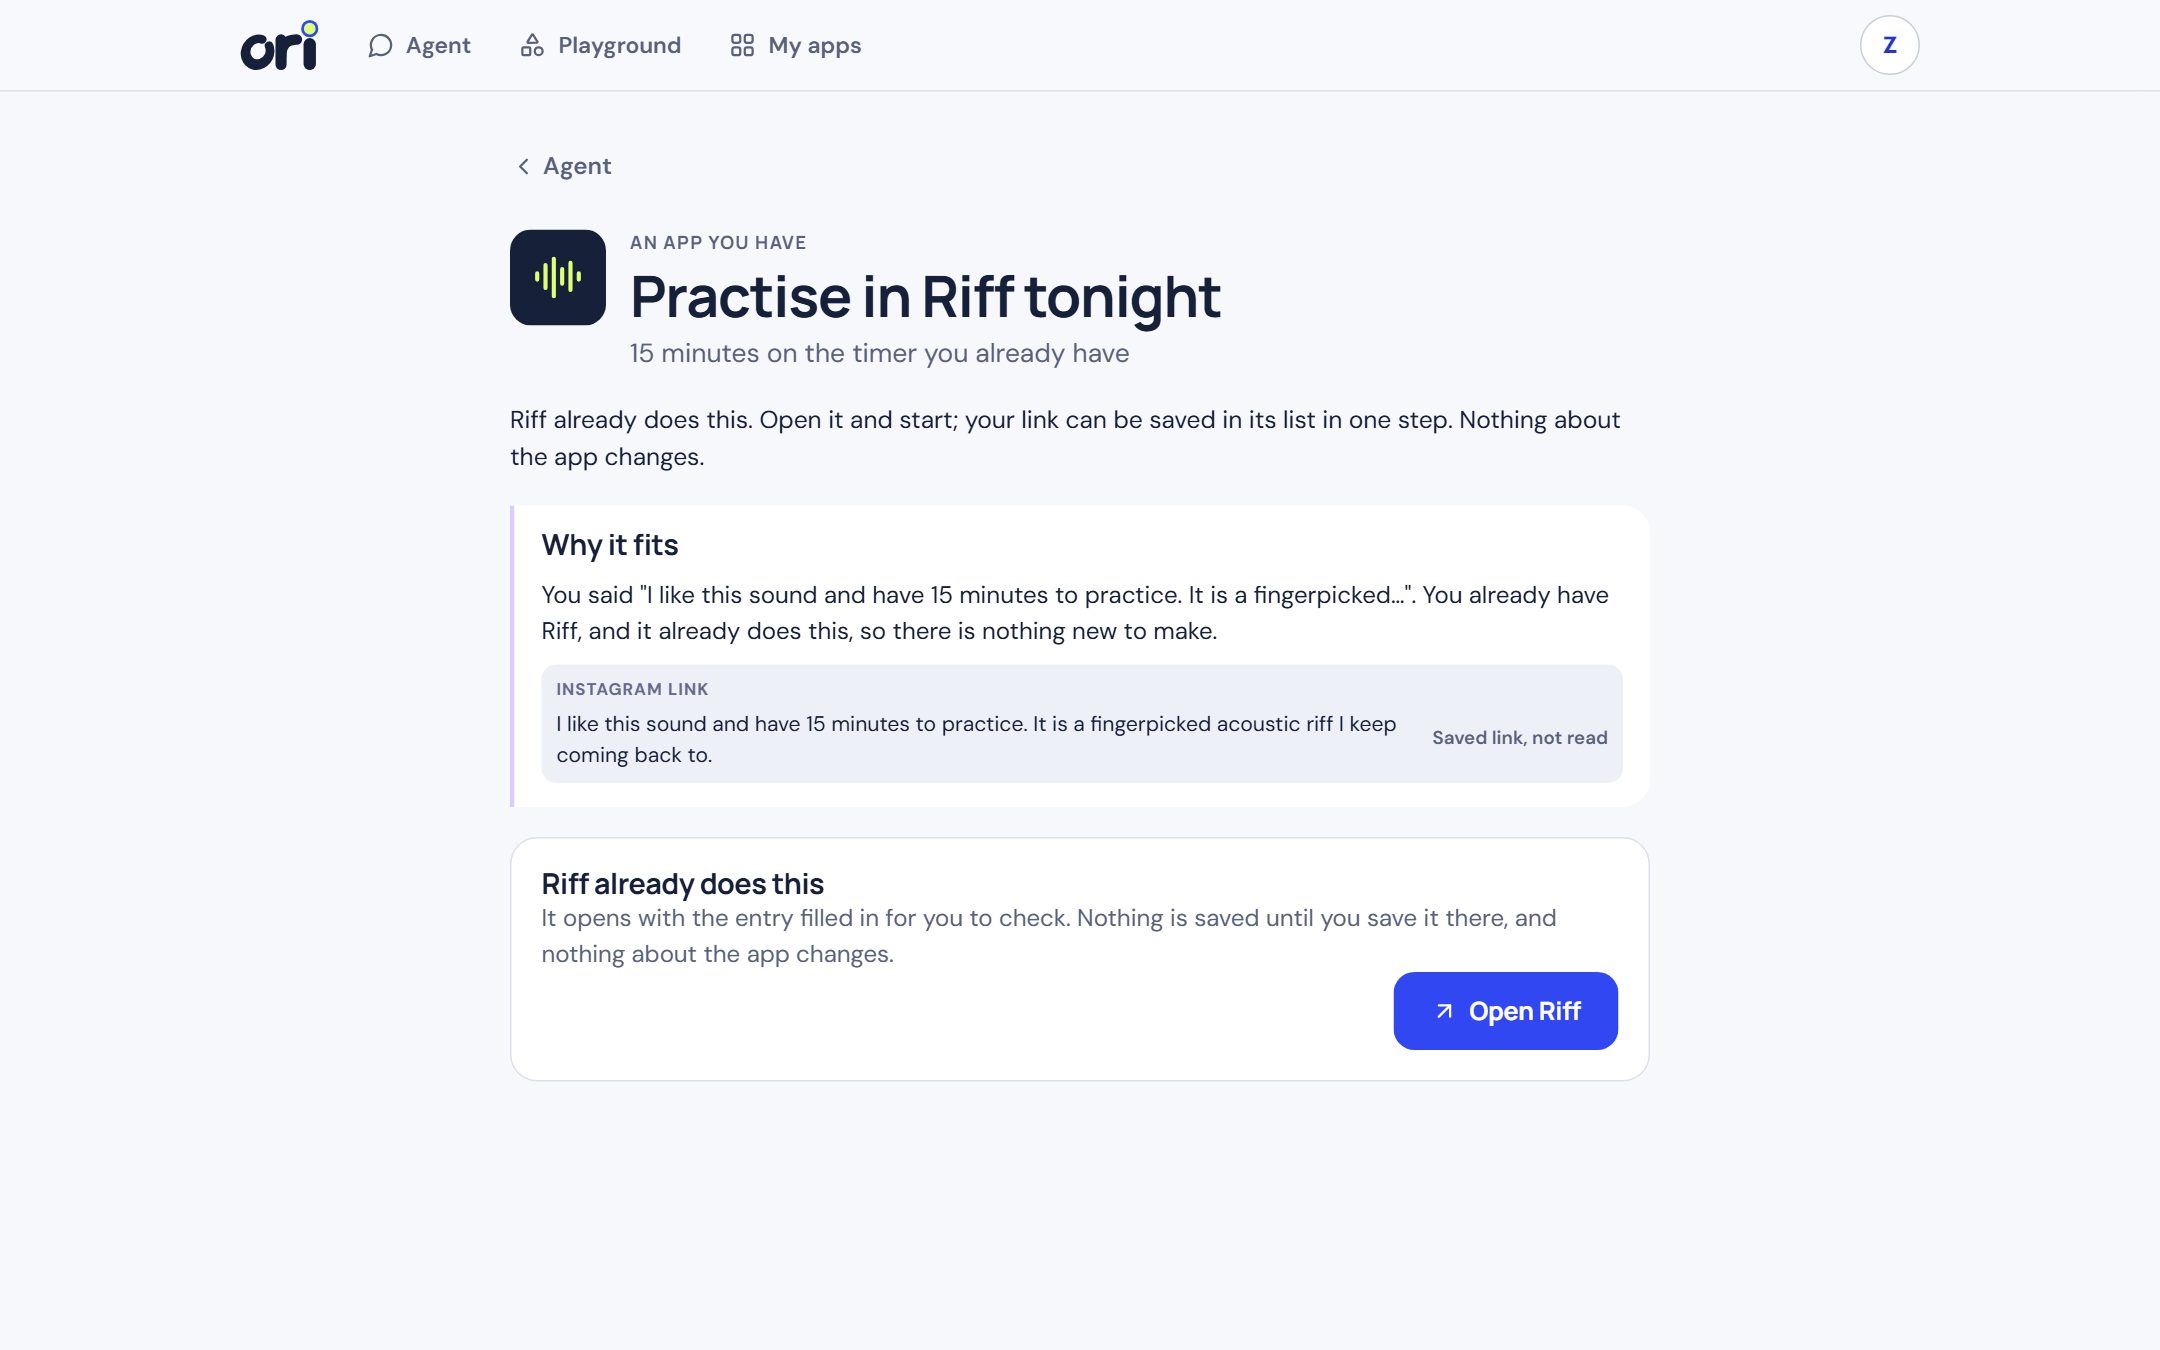 ori
Agent
Playground
My apps
Z
Agent
AN APP YOU HAVE
Practise in Riff tonight
15 minutes on the timer you already have
Riff already does this. Open it and start; your link can be saved in its list in one step. Nothing about
the app changes.
Why it fits
You said "I like this sound and have 15 minutes to practice. It is a fingerpicked…". You already have
Riff, and it already does this, so there is nothing new to make.
INSTAGRAM LINK
I like this sound and have 15 minutes to practice. It is a fingerpicked acoustic riff I keep
coming back to.
Saved link, not read
Riff already does this
It opens with the entry filled in for you to check. Nothing is saved until you save it there, and
nothing about the app changes.
Open Riff